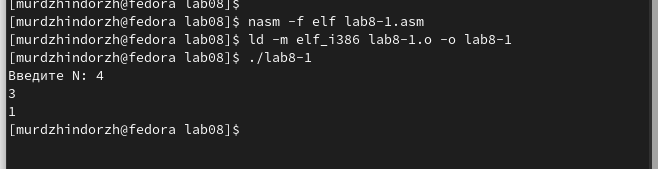 [murdzhindorzh@fedora lab08]$
[murdzhindorzh@fedora lab08]$ nasm -f elf lab8-1.asm
[murdzhindorzh@fedora lab08]$ ld -m elf_i386 lab8-1.o -o lab8-1
[murdzhindorzh@fedora lab08]$ ./lab8-1
Введите N: 4
3
1
[murdzhindorzh@fedora lab08]$